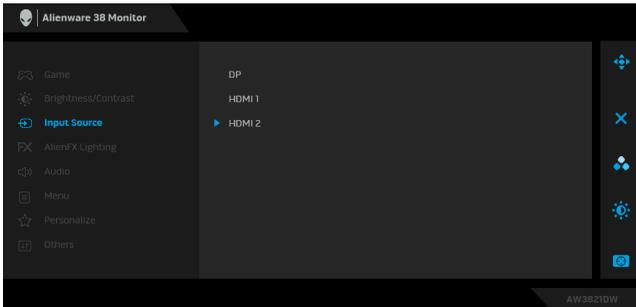 Alienware 38 Monitor
Game
Brightness/Contrast
Input Source
AlienFX Lighting
Audio
Menu
Personalize
Others
DP
HDMI 1
HDMI 2
AW3821DW